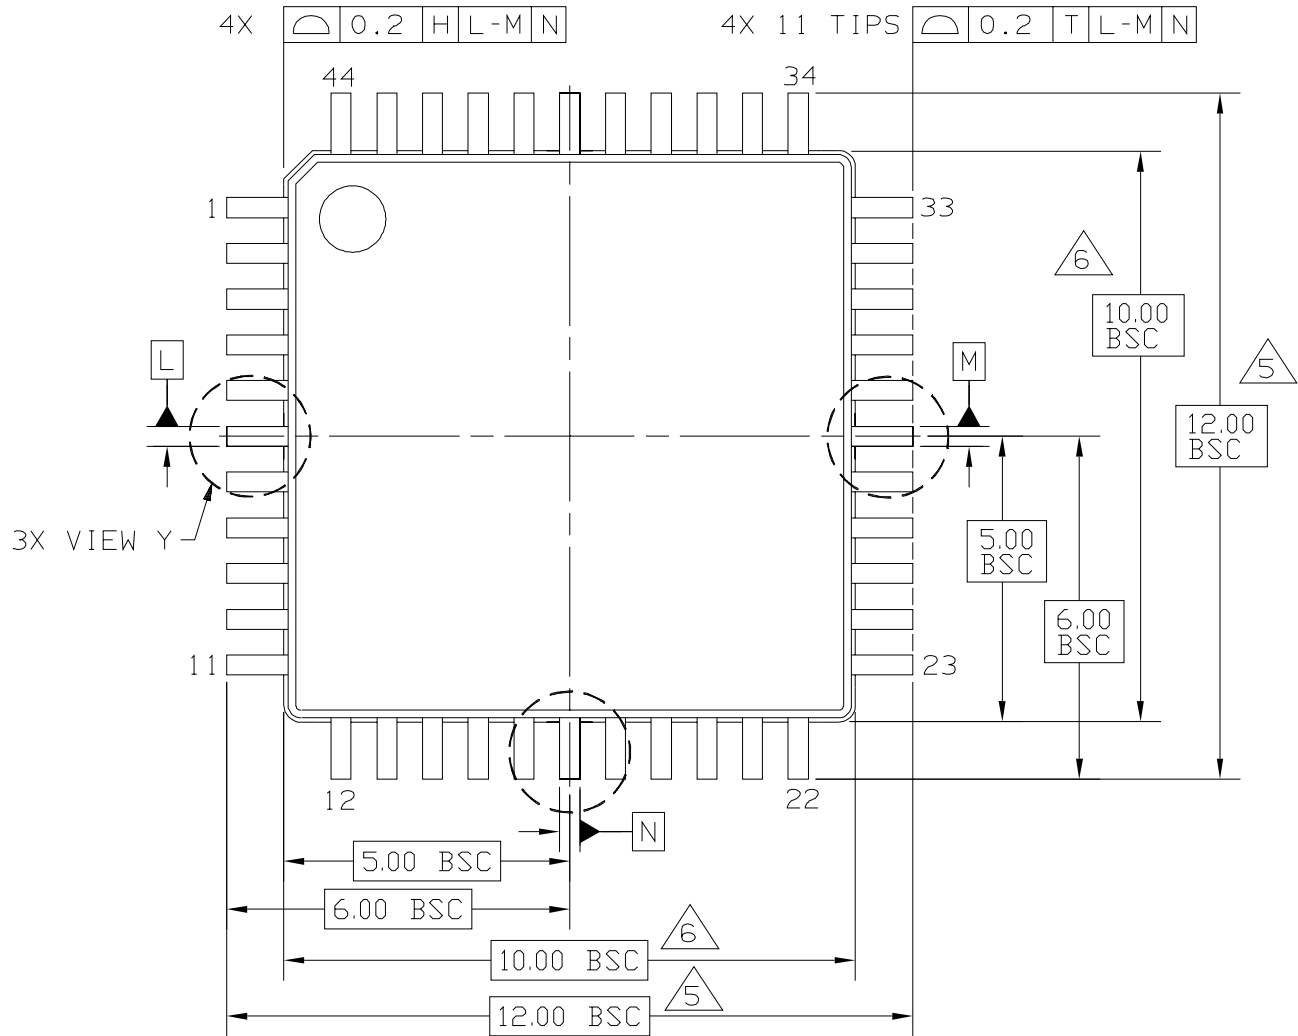 4X 0.2 H L-M N
4X 11 TIPS 0.2 T L-M N
44
34
1
33
6
10.00
BSC
L
M
5
12.00
BSC
3X VIEW Y
5.00
BSC
6.00
BSC
11
23
12
22
N
5.00 BSC
6.00 BSC
6
10.00 BSC
5
12.00 BSC